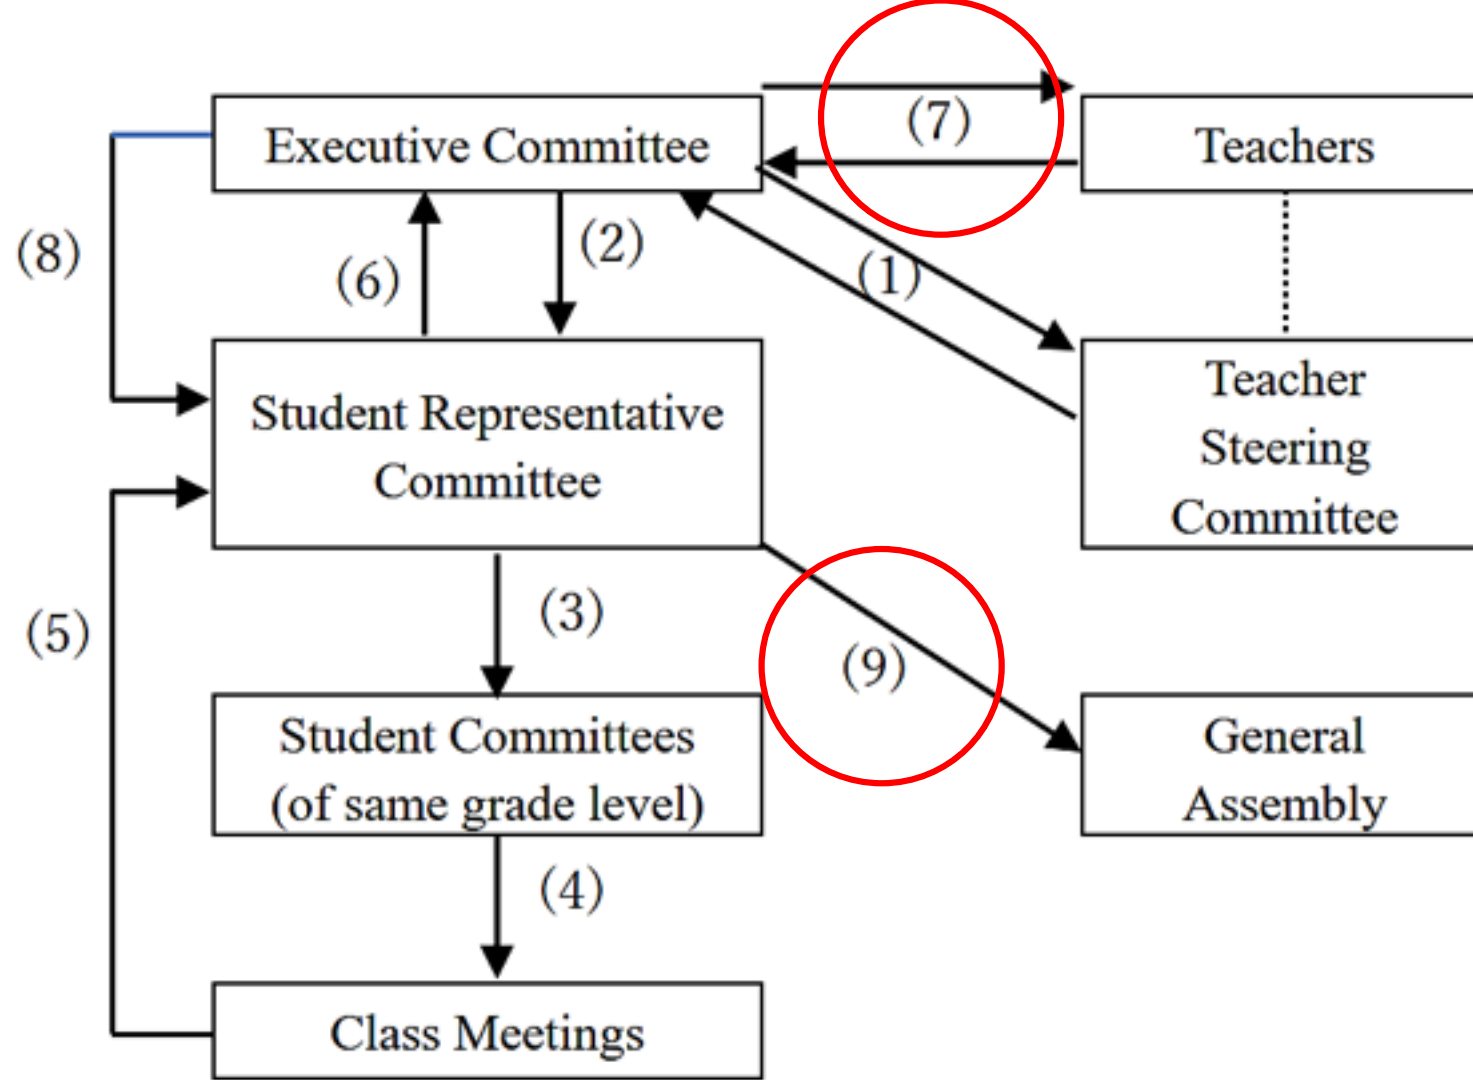 (7)
Executive Committee
Teachers
(8)
(6)
(2)
(1)
Student Representative
Committee
Teacher
Steering
Committee
(5)
(3)
(9)
Student Committees
(of same grade level)
General
Assembly
(4)
Class Meetings